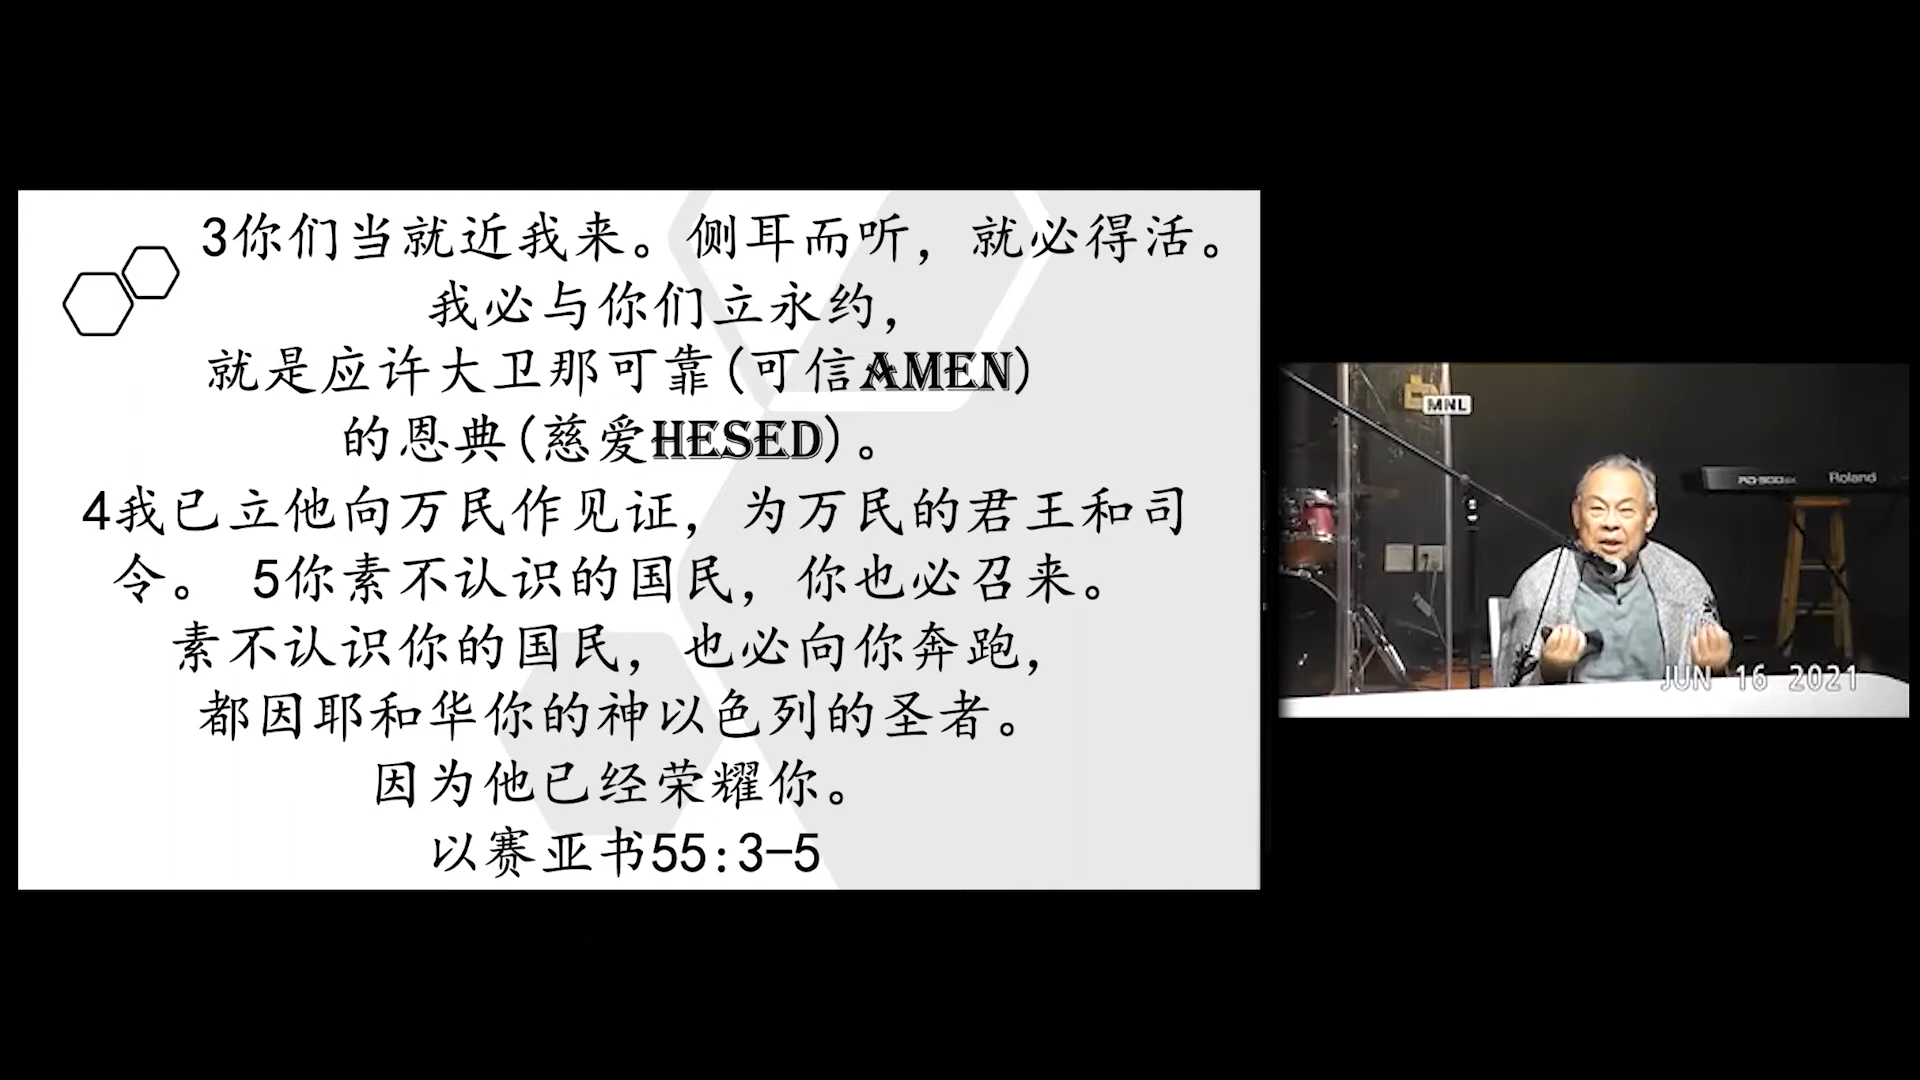 3你们当就近我来。侧耳而听，就必得活。
我必与你们立永约，
就是应许大卫那可靠(可信AMEN)
的恩典(慈爱HESED)。
4我已立他向万民作见证，为万民的君王和司
令。 5你素不认识的国民，你也必召来。
素不认识你的国民，也必向你奔跑，
都因耶和华你的神以色列的圣者。
因为他已经荣耀你。
以赛亚书55:3-5
MNL
RD-300SX Roland
JUN 16 2021